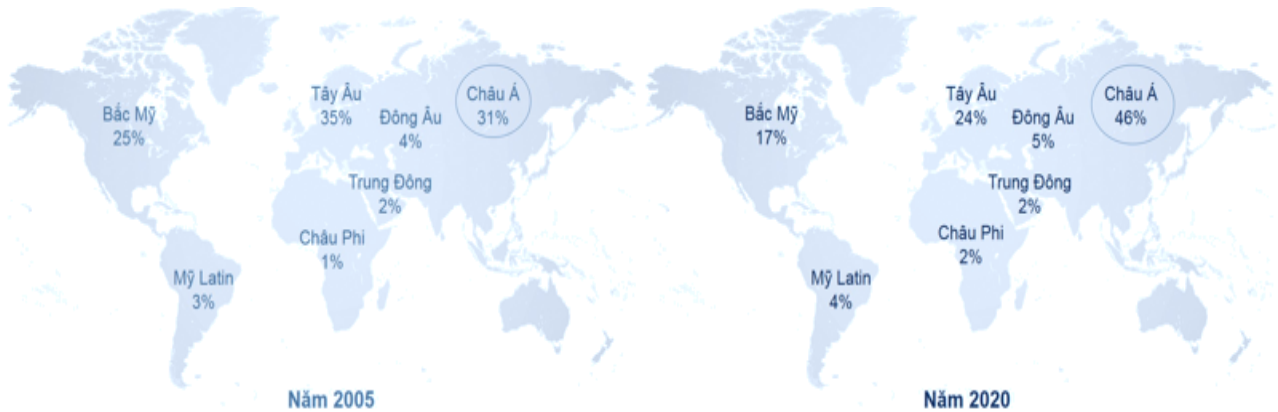 Bắc Mỹ
25%
Tây Âu
35%
Đông Âu
4%
Châu Á
31%
Trung Đông
2%
Châu Phi
1%
Mỹ Latin
3%
Năm 2005
Bắc Mỹ
17%
Tây Âu
24%
Đông Âu
5%
Châu Á
46%
Trung Đông
2%
Châu Phi
2%
Mỹ Latin
4%
Năm 2020